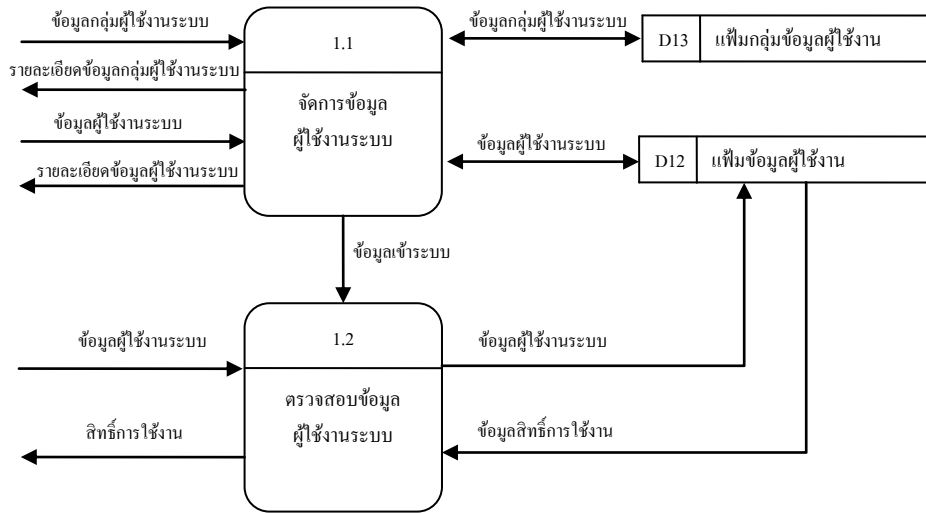 ข้อมูลกลุ่มผู้ใช้งานระบบ
รายละเอียดข้อมูลกลุ่มผู้ใช้งานระบบ
ข้อมูลผู้ใช้งานระบบ
รายละเอียดข้อมูลผู้ใช้งานระบบ
1.1
จัดการข้อมูล
ผู้ใช้งานระบบ
ข้อมูลกลุ่มผู้ใช้งานระบบ
D13 แฟ้มกลุ่มข้อมูลผู้ใช้งาน
ข้อมูลผู้ใช้งานระบบ
D12 แฟ้มข้อมูลผู้ใช้งาน
ข้อมูลเข้าระบบ
ข้อมูลผู้ใช้งานระบบ
สิทธิ์การใช้งาน
1.2
ตรวจสอบข้อมูล
ผู้ใช้งานระบบ
ข้อมูลผู้ใช้งานระบบ
ข้อมูลสิทธิ์การใช้งาน